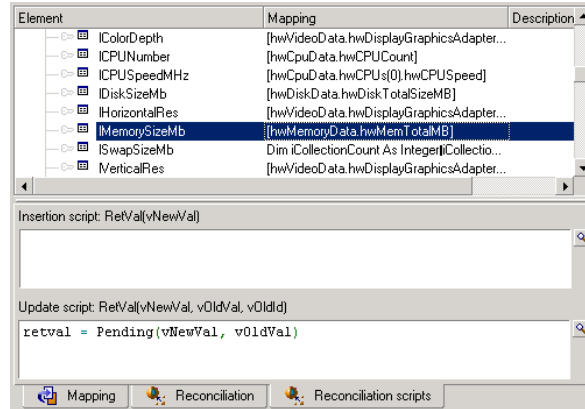 Element Mapping Description
lColorDepth [hwVideoData.hwDisplayGraphicsAdapter...
lCPUNumber [hwCpuData.hwCPUCount]
lCPUSpeedMHz [hwCpuData.hwCPUs(0).hwCPUSpeed]
lDiskSizeMb [hwDiskData.hwDiskTotalSizeMB]
lHorizontalRes [hwVideoData.hwDisplayGraphicsAdapter...
lMemorySizeMb [hwMemoryData.hwMemTotalMB]
lSwapSizeMb Dim iCollectionCount As Integer||iCollectio...
lVerticalRes [hwVideoData.hwDisplayGraphicsAdapter...
Insertion script: RetVal(vNewVal)
Update script: RetVal(vNewVal, vOldVal, vOldId)
retval = Pending(vNewVal, vOldVal)
Mapping Reconciliation Reconciliation scripts